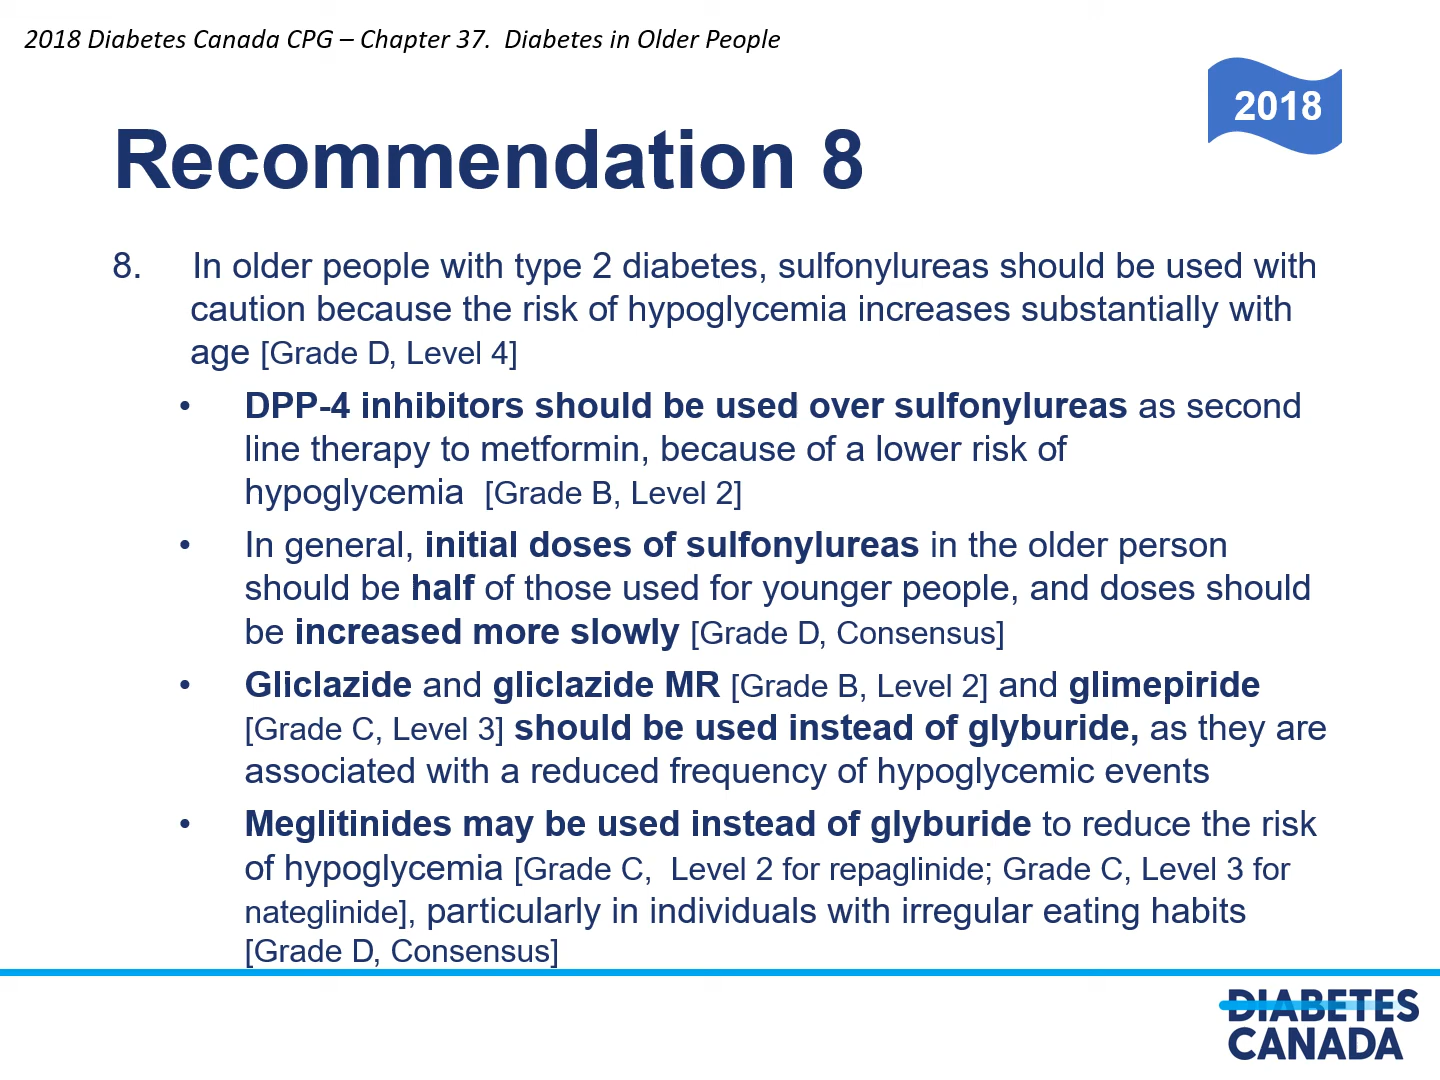 2018 Diabetes Canada CPG – Chapter 37.  Diabetes in Older People
2018
Recommendation 8
8. In older people with type 2 diabetes, sulfonylureas should be used with
caution because the risk of hypoglycemia increases substantially with
age [Grade D, Level 4]
• DPP-4 inhibitors should be used over sulfonylureas as second
line therapy to metformin, because of a lower risk of
hypoglycemia  [Grade B, Level 2]
• In general, initial doses of sulfonylureas in the older person
should be half of those used for younger people, and doses should
be increased more slowly [Grade D, Consensus]
• Gliclazide and gliclazide MR [Grade B, Level 2] and glimepiride
[Grade C, Level 3] should be used instead of glyburide, as they are
associated with a reduced frequency of hypoglycemic events
• Meglitinides may be used instead of glyburide to reduce the risk
of hypoglycemia [Grade C,  Level 2 for repaglinide; Grade C, Level 3 for
nateglinide], particularly in individuals with irregular eating habits
[Grade D, Consensus]
DIABETES
CANADA